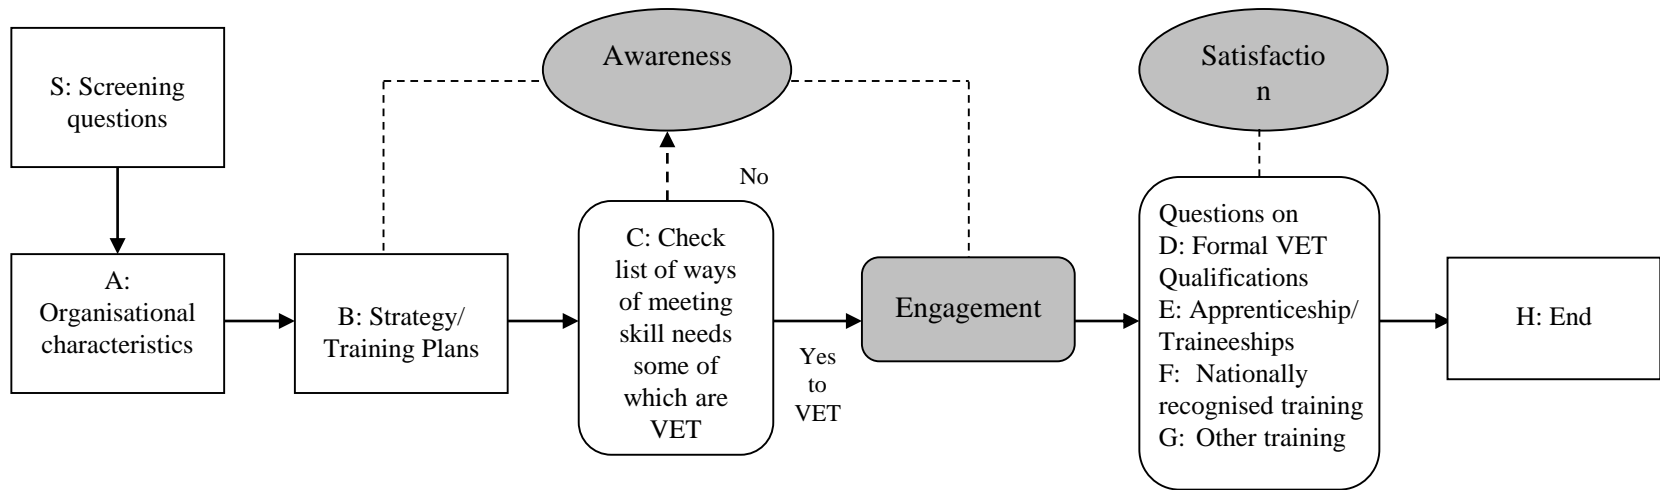 S: Screening
questions
Awareness
Satisfactio
n
No
A:
Organisational
characteristics
B: Strategy/
Training Plans
C: Check
list of ways
of meeting
skill needs
some of
which are
VET
Yes
to
VET
Engagement
Questions on
D: Formal VET
Qualifications
E: Apprenticeship/
Traineeships
F: Nationally
recognised training
G: Other training
H: End